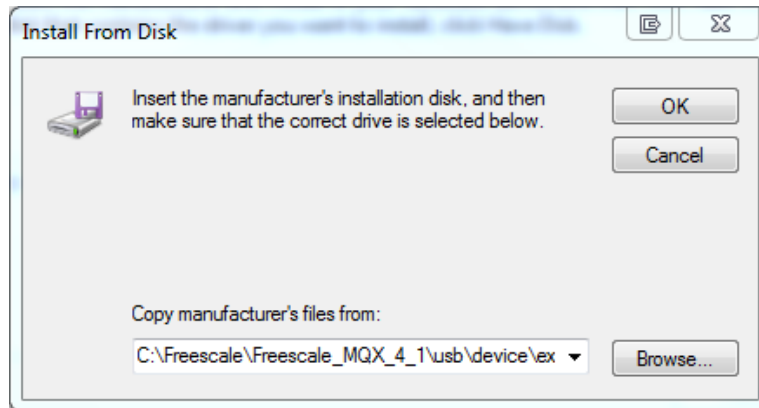 Install From Disk
Insert the manufacturer's installation disk, and then
make sure that the correct drive is selected below.
OK
Cancel
Copy manufacturer's files from:
C:\Freescale\Freescale_MQX_4_1\usb\device\ex
Browse...